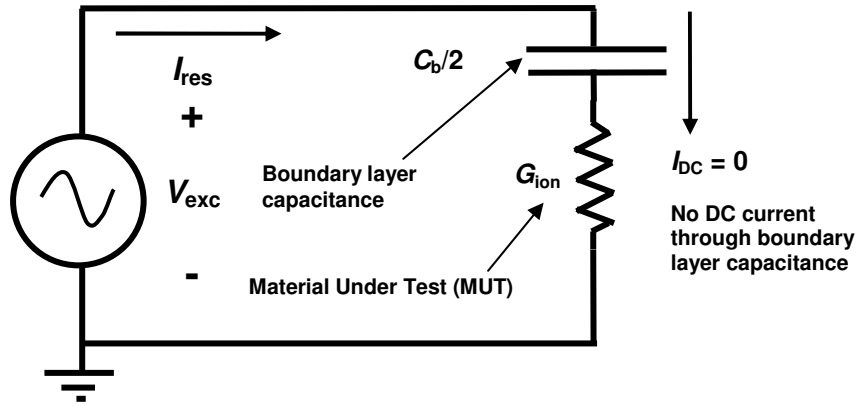 I_res
+
V_exc
-
C_b/2
Boundary layer
capacitance
G_ion
Material Under Test (MUT)
I_DC = 0
No DC current
through boundary
layer capacitance